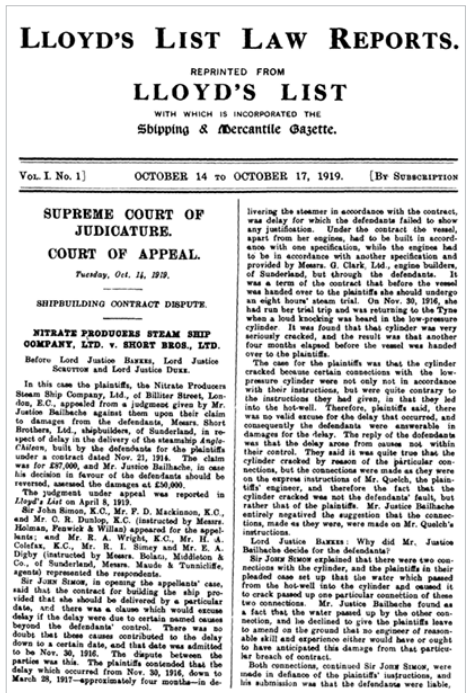 LLOYD'S LIST LAW REPORTS.
REPRINTED FROM
LLOYD'S LIST
WITH WHICH IS INCORPORATED THE
Shipping & Mercantile Gazette.
VOL. I. No. 1] OCTOBER 14 TO OCTOBER 17, 1919. [BY SUBSCRIPTION
SUPREME COURT OF
JUDICATURE.
COURT OF APPEAL.
Tuesday, Oct. 14, 1919.
SHIPBUILDING CONTRACT DISPUTE.
NITRATE PRODUCERS STEAM SHIP
COMPANY, LTD. v. SHORT BROS., LTD.
Before Lord Justice BANKES, Lord Justice
SCRUTTON and Lord Justice DUKE.
In this case the plaintiffs, the Nitrate Producers
Steam Ship Company, Ltd., of Billiter Street, Lon-
don, E.C., appealed from a judgment given by Mr.
Justice Bailhache against them upon their claim
to damages from the defendants, Messrs. Short
Brothers, Ltd., shipbuilders, of Sunderland, in re-
spect of delay in the delivery of the steamship Anglo-
Chilean, built by the defendants for the plaintiffs
under a contract dated Nov. 21, 1914. The claim
was for £87,000, and Mr. Justice Bailhache, in case
his decision in favour of the defendants should be
reversed, assessed the damages at £50,000.
The judgment under appeal was reported in
Lloyd's List on April 8, 1919.
Sir John Simon, K.C., Mr. F. D. Mackinnon, K.C.,
and Mr. C. R. Dunlop, K.C. (instructed by Messrs.
Holman, Fenwick & Willan) appeared for the appel-
lants; and Mr. R. A. Wright, K.C., Mr. H. A.
Colefax, K.C., Mr. R. I. Simey and Mr. E. A.
Digby (instructed by Messrs. Botax, Middleton &
Co., of Sunderland, Messrs. Maude & Tunnicliffe,
agents) represented the respondents.
Sir JOHN SIMON, in opening the appellants' case,
said that the contract for building the ship pro-
vided that she should be delivered by a particular
date, and there was a clause which would excuse
delay if the delay were due to certain named causes
beyond the defendants' control. There was no
doubt that these causes contributed to the delay
down to a certain date, and that date was admitted
to be Nov. 30, 1916. The dispute between the
parties was this. The plaintiffs contended that the
delay which occurred from Nov. 30, 1916, down to
March 28, 1917—approximately four months—in de-
livering the steamer in accordance with the contract,
was delay for which the defendants failed to show
any justification. Under the contract the vessel,
apart from her engines, had to be built in accord-
ance with one specification, while the engines had
to be in accordance with another specification and
provided by Messrs. G. Clark, Ltd., engine builders,
of Sunderland, but through the defendants. It
was a term of the contract that before the vessel
was handed over to the plaintiffs she should undergo
an eight hours' steam trial. On Nov. 30, 1916, she
had run her trial trip and was returning to the Tyne
when a loud knocking was heard in the low-pressure
cylinder. It was found that that cylinder was very
seriously cracked, and the result was that another
four months elapsed before the vessel was handed
over to the plaintiffs.
The case for the plaintiffs was that the cylinder
cracked because certain connections with the low-
pressure cylinder were not only not in accordance
with their instructions, but were quite contrary to
the instructions they had given, in that they led
into the hot-well. Therefore, plaintiffs said, there
was no valid excuse for the delay that occurred, and
consequently the defendants were answerable in
damages for the delay. The reply of the defendants
was that the delay arose from causes not within
their control. They said it was quite true that the
cylinder cracked by reason of the particular con-
nections, but the connections were made as they were
on the express instructions of Mr. Quelch, the plain-
tiffs' engineer, and therefore the fact that the
cylinder cracked was not the defendants' fault, but
rather that of the plaintiffs. Mr. Justice Bailhache
entirely negatived the suggestion that the connec-
tions, made as they were, were made on Mr. Quelch's
instructions.
Lord Justice BANKES: Why did Mr. Justice
Bailhache decide for the defendants?
Sir JOHN SIMON explained that there were two con-
nections with the cylinder, and the plaintiffs in their
pleaded case set up that the water which passed
from the hot-well into the cylinder and caused it
to crack passed up one particular connection of these
two connections. Mr. Justice Bailhache found as
a fact that the water passed up by the other con-
nection, and he declined to give the plaintiffs leave
to amend on the ground that no engineer of reason-
able skill and experience either would have or ought
to have anticipated this damage from that particu-
lar breach of contract.
Both connections, continued Sir JOHN SIMON, were
made in defiance of the plaintiffs' instructions, and
his submission was that the defendants were liable,